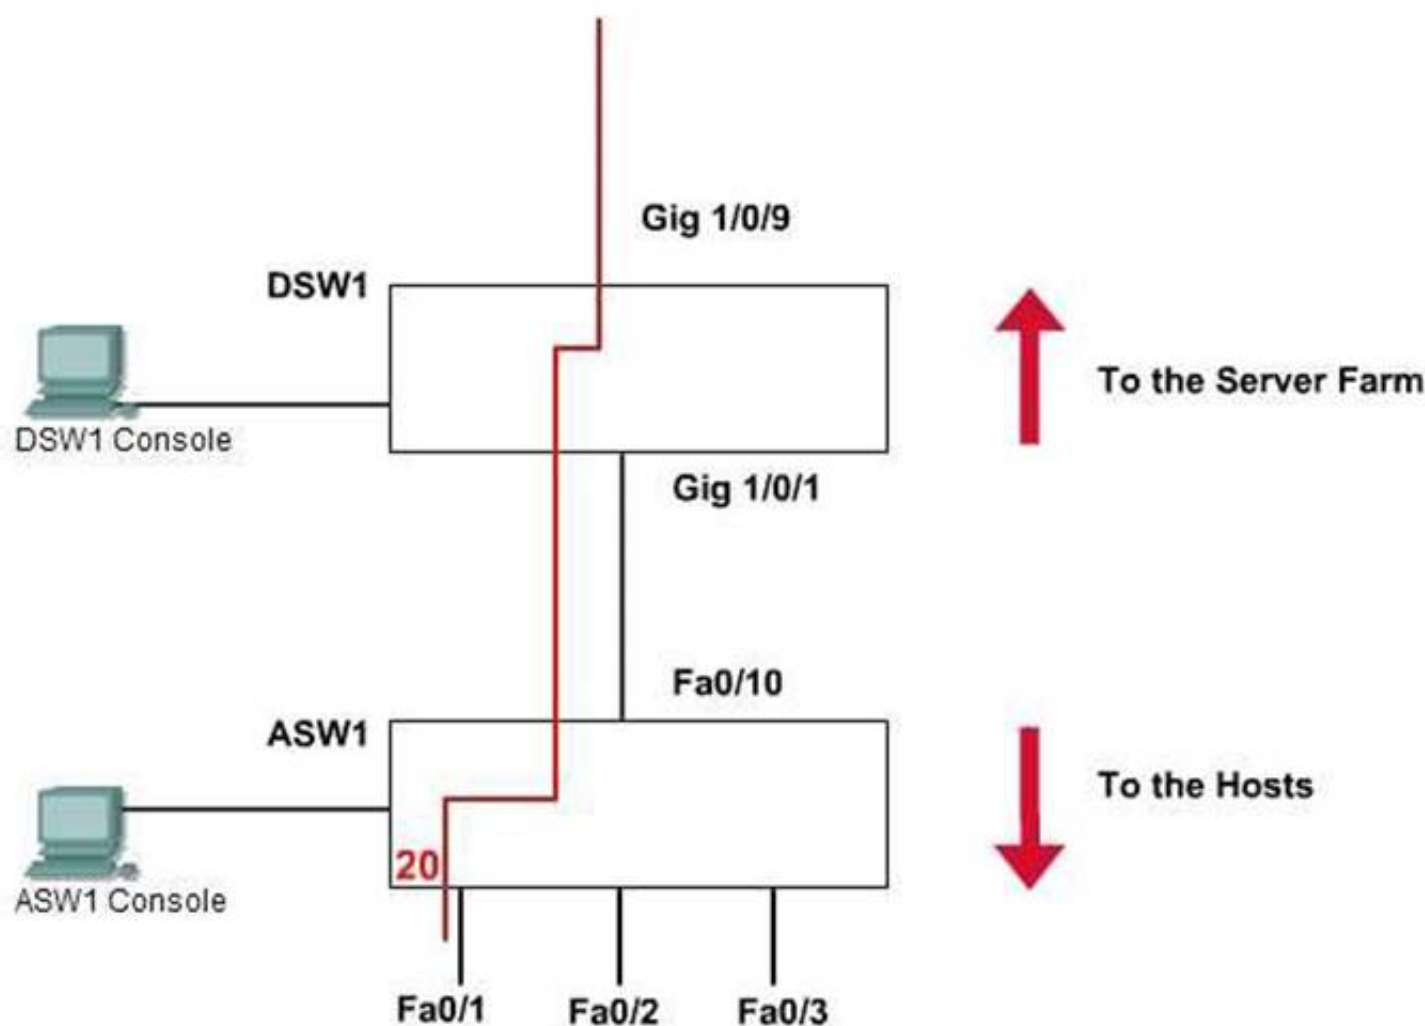 Gig 1/0/9
DSW1
To the Server Farm
DSW1 Console
Gig 1/0/1
Fa0/10
ASW1
To the Hosts
20
ASW1 Console
Fa0/1
Fa0/2
Fa0/3